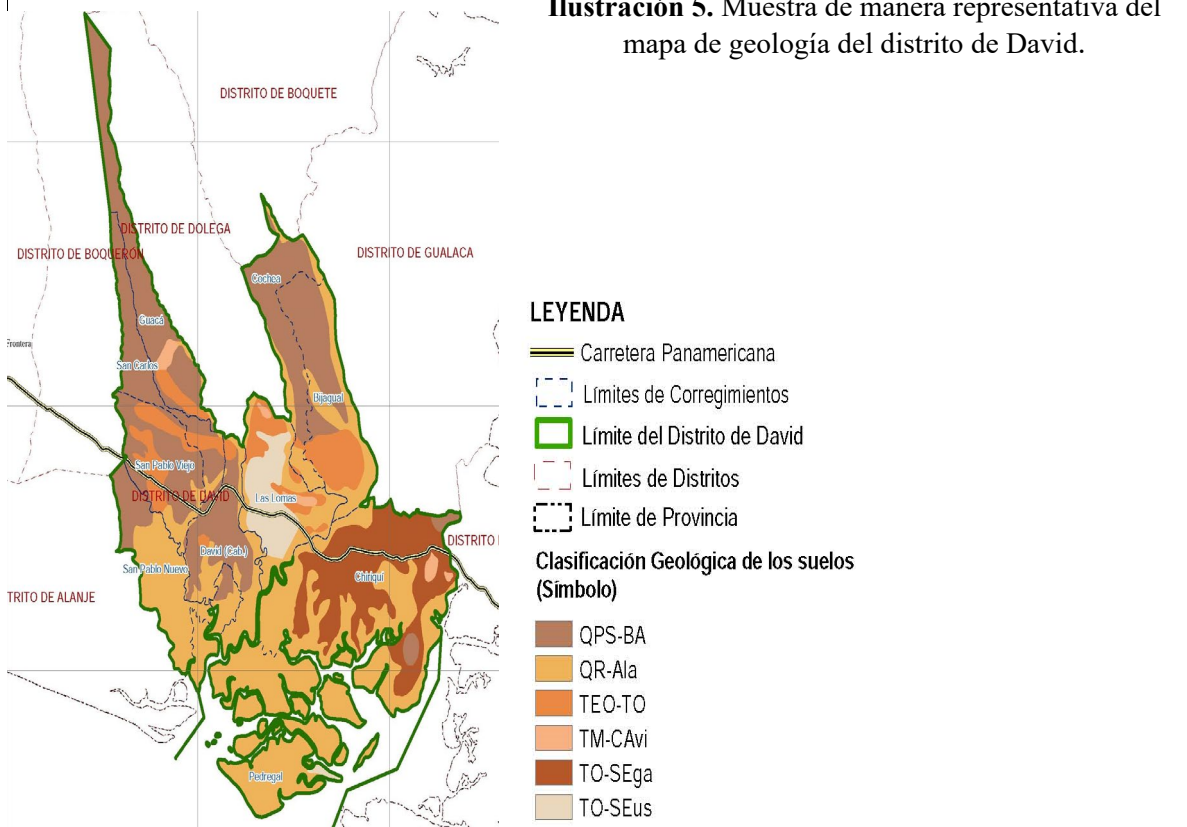 Ilustración 5. Muestra de manera representativa del
mapa de geología del distrito de David.
DISTRITO DE BOQUETE
DISTRITO DE DOLEGA
DISTRITO DE BOQUERÓN
DISTRITO DE GUALACA
Cochea
Guacá
Frontera
San Carlos
Bijagual
San Pablo Viejo
DISTRITO DE DAVID
Las Lomas
DISTRITO
David (Cab.)
San Pablo Nuevo
Chiriquí
TRITO DE ALANJE
Pedregal
LEYENDA
Carretera Panamericana
Límites de Corregimientos
Límite del Distrito de David
Límites de Distritos
Límite de Provincia
Clasificación Geológica de los suelos
(Símbolo)
QPS-BA
QR-Ala
TEO-TO
TM-CAvi
TO-SEga
TO-SEus